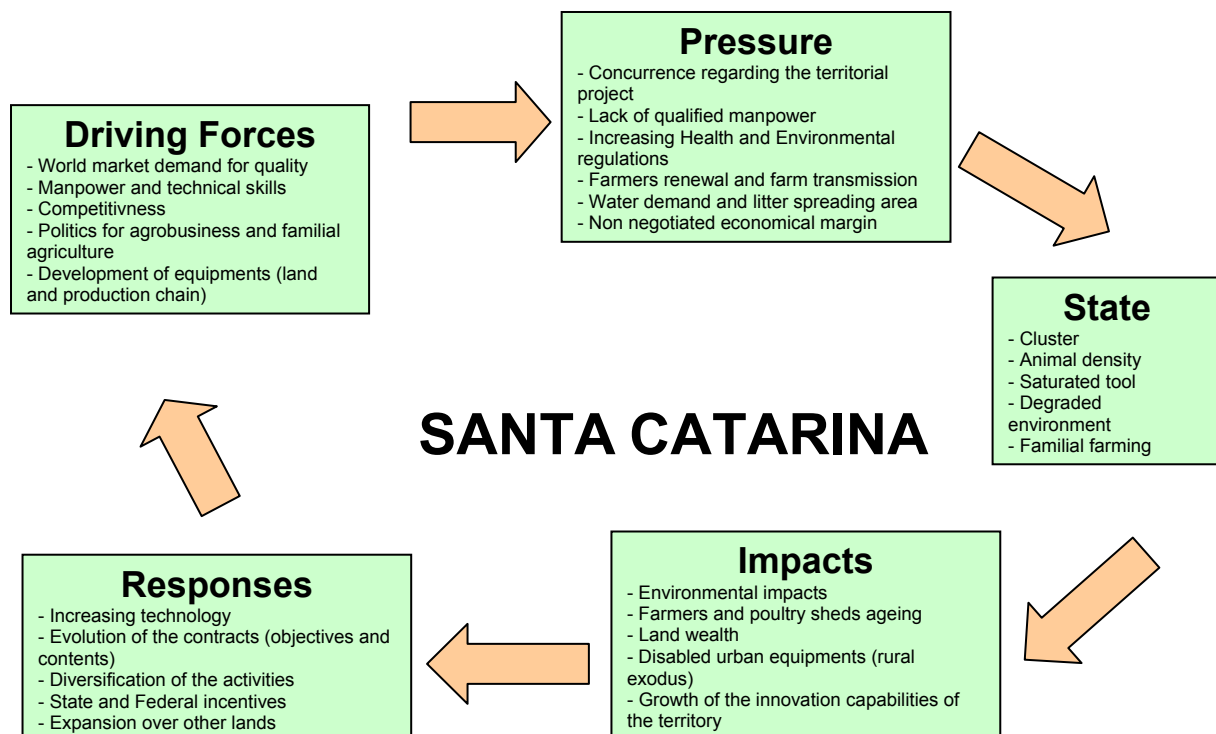 Driving Forces
- World market demand for quality
- Manpower and technical skills
- Competitivness
- Politics for agrobusiness and familial
agriculture
- Development of equipments (land
and production chain)
Pressure
- Concurrence regarding the territorial
project
- Lack of qualified manpower
- Increasing Health and Environmental
regulations
- Farmers renewal and farm transmission
- Water demand and litter spreading area
- Non negotiated economical margin
State
- Cluster
- Animal density
- Saturated tool
- Degraded
environment
- Familial farming
SANTA CATARINA
Impacts
- Environmental impacts
- Farmers and poultry sheds ageing
- Land wealth
- Disabled urban equipments (rural
exodus)
- Growth of the innovation capabilities of
the territory
Responses
- Increasing technology
- Evolution of the contracts (objectives and
contents)
- Diversification of the activities
- State and Federal incentives
- Expansion over other lands